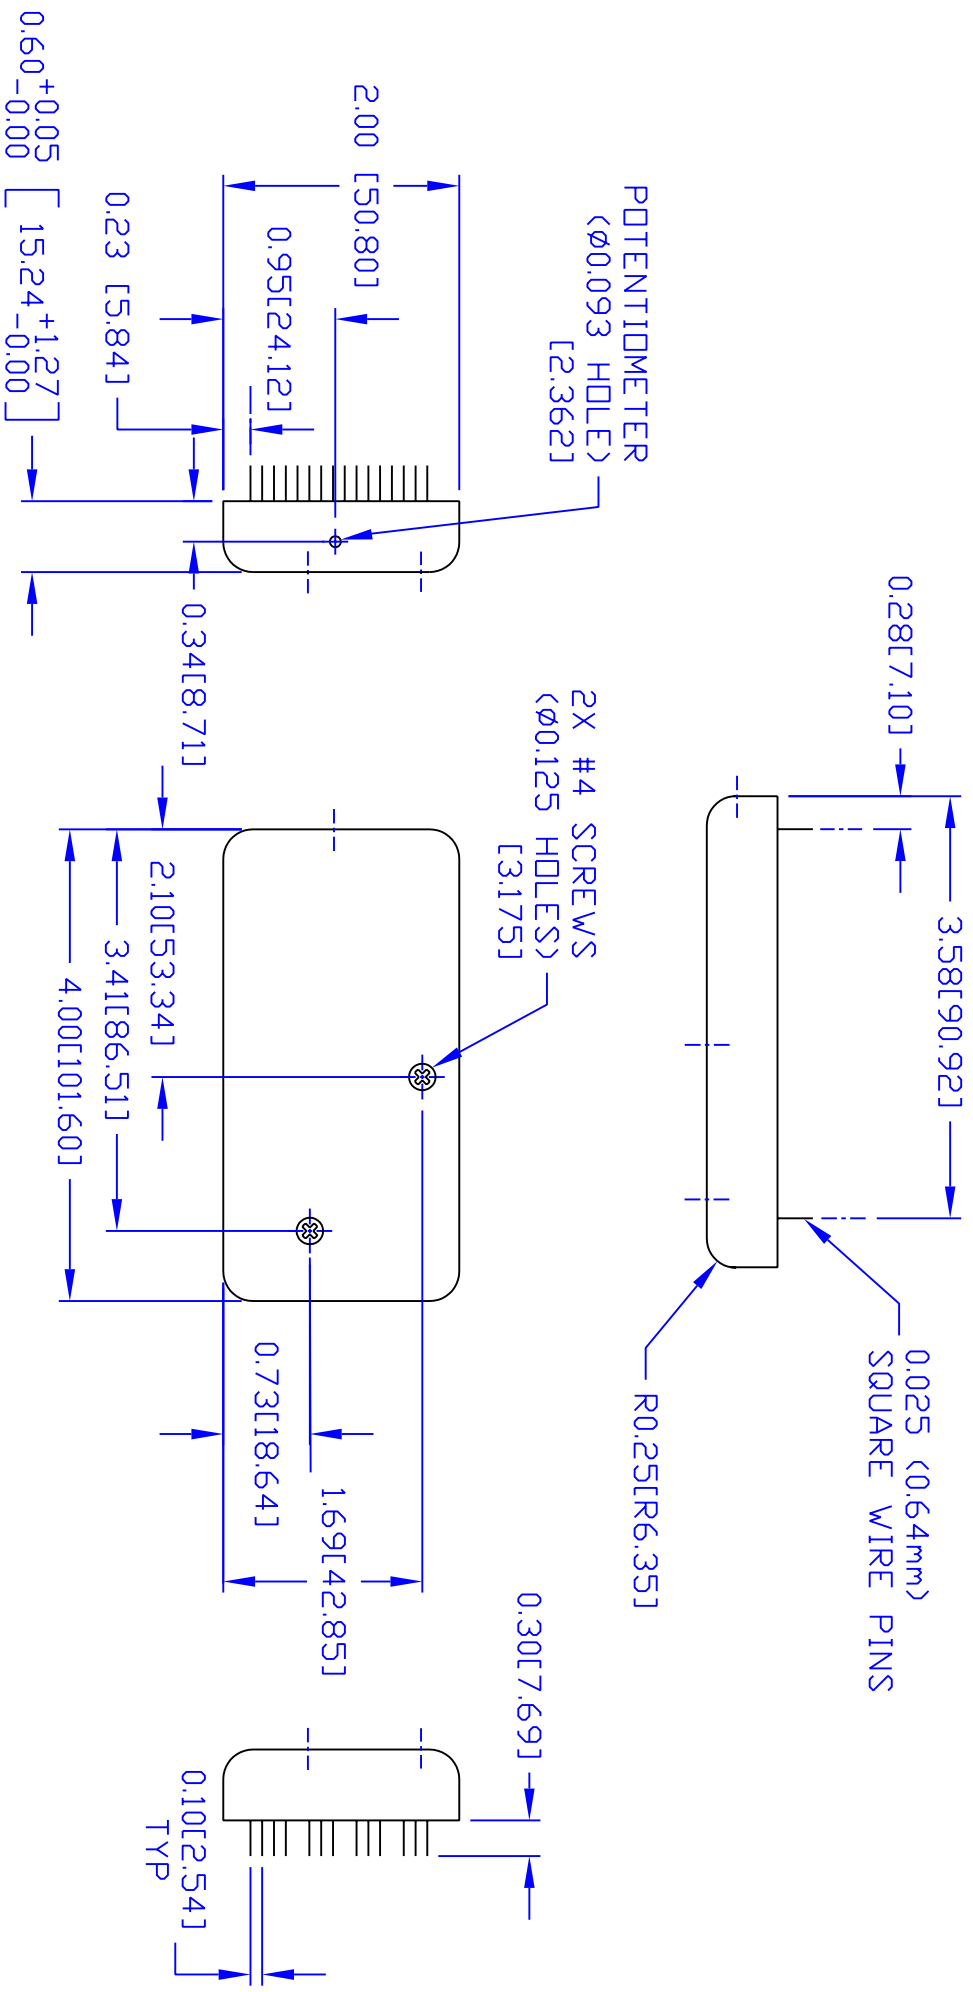 0.28[7.10]
3.58[90.92]
0.025 (0.64mm)
SQUARE WIRE PINS
R0.25[R6.35]
POTENTIOMETER
(Ø0.093 HOLE)
[2.362]
2X #4 SCREWS
(Ø0.125 HOLES)
[3.175]
2.00 [50.80]
0.95[24.12]
0.23 [5.84]
0.60+0.05
-0.00
[15.24+1.27
-0.00]
0.34[8.71]
2.10[53.34]
3.41[86.51]
4.00[101.60]
0.73[18.64]
1.69[42.85]
0.30[7.69]
0.10[2.54]
TYP